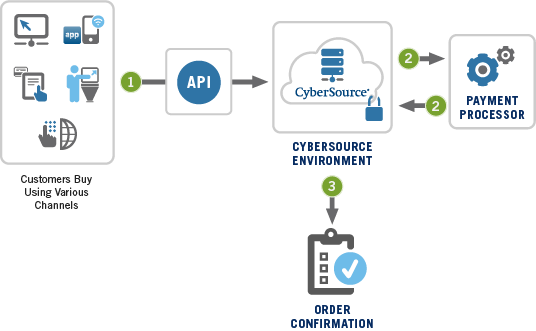 app
Customers Buy
Using Various
Channels
1
API
CyberSource®
CYBERSOURCE
ENVIRONMENT
2
2
PAYMENT
PROCESSOR
3
ORDER
CONFIRMATION